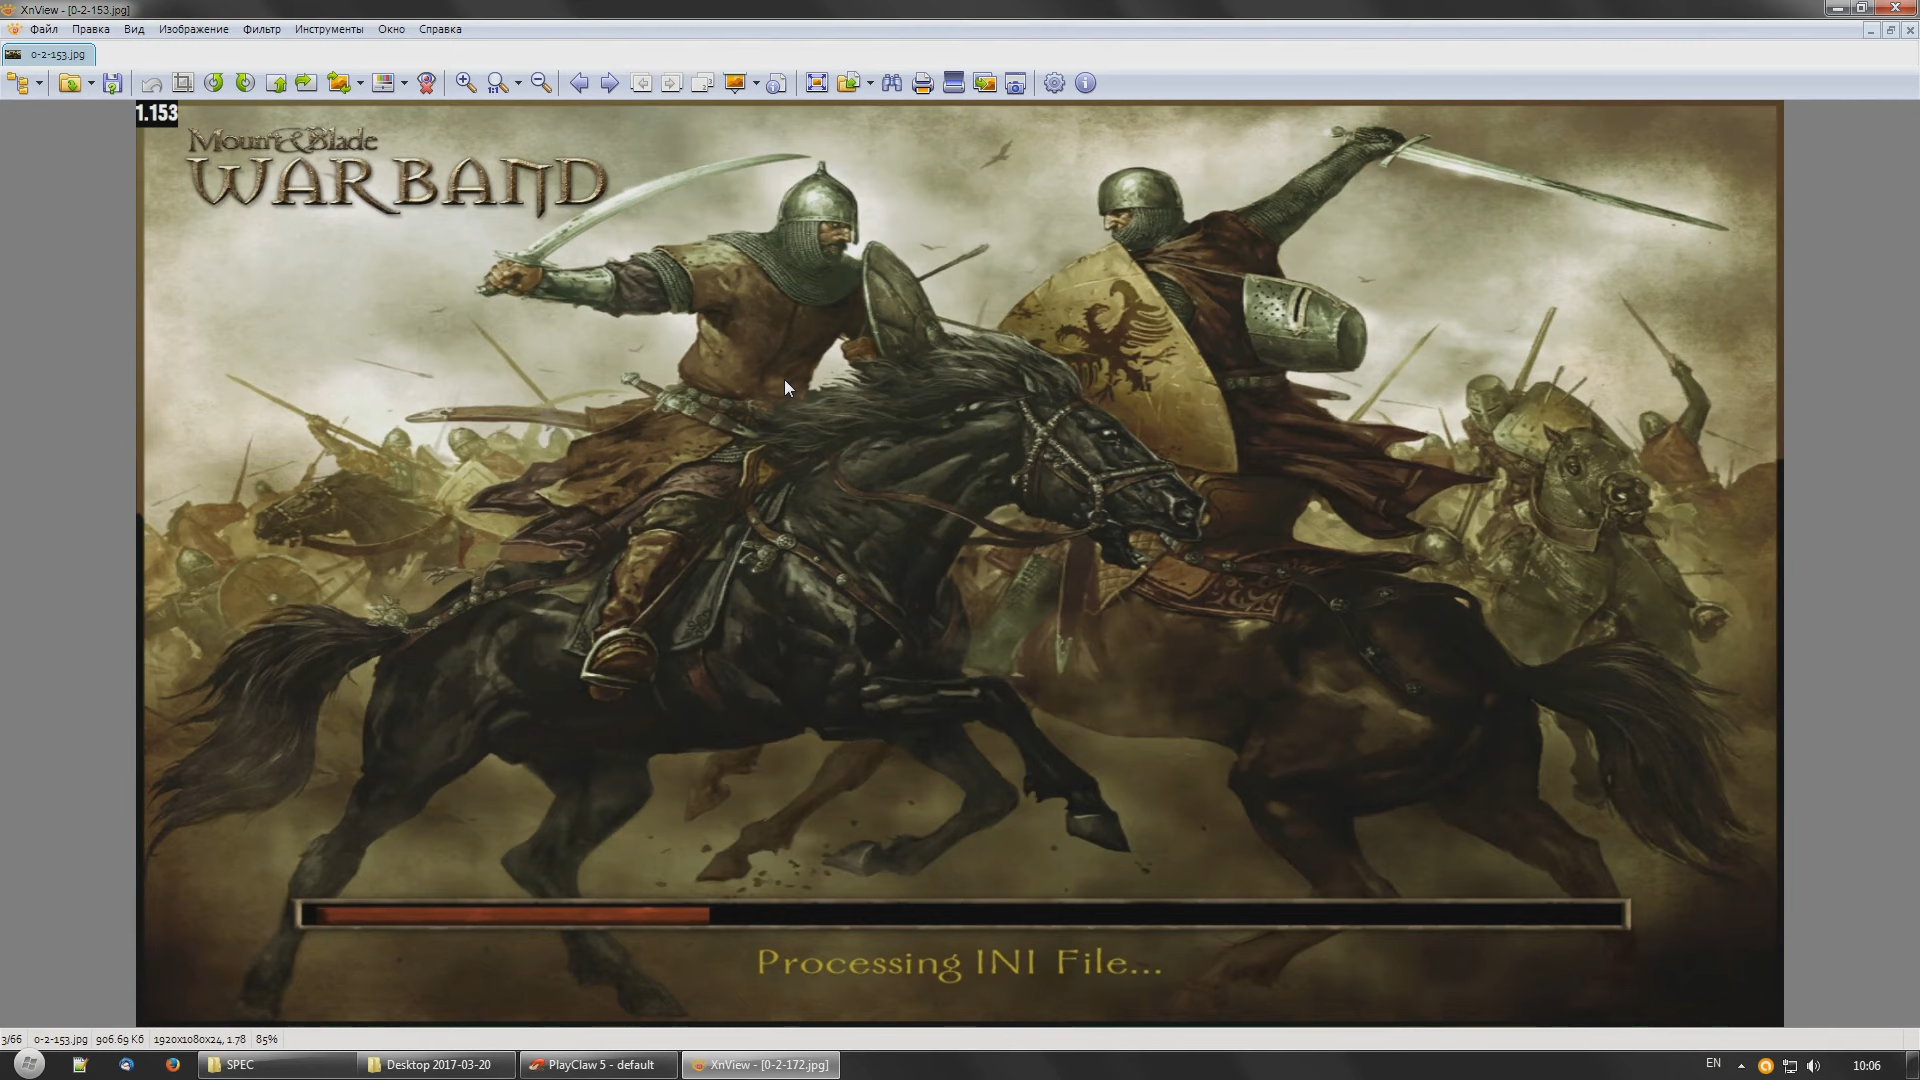 XnView - [0-2-153.jpg]
Файл Правка Вид Изображение Фильтр Инструменты Окно Справка
0-2-153.jpg
1:1
1.153
Mount & Blade
WARBAND
Processing INI File...
3/66 0-2-153.jpg 906.69 Кб 1920x1080x24, 1.78 85%
SPEC Desktop 2017-03-20 PlayClaw 5 - default XnView - [0-2-172.jpg] EN 10:06